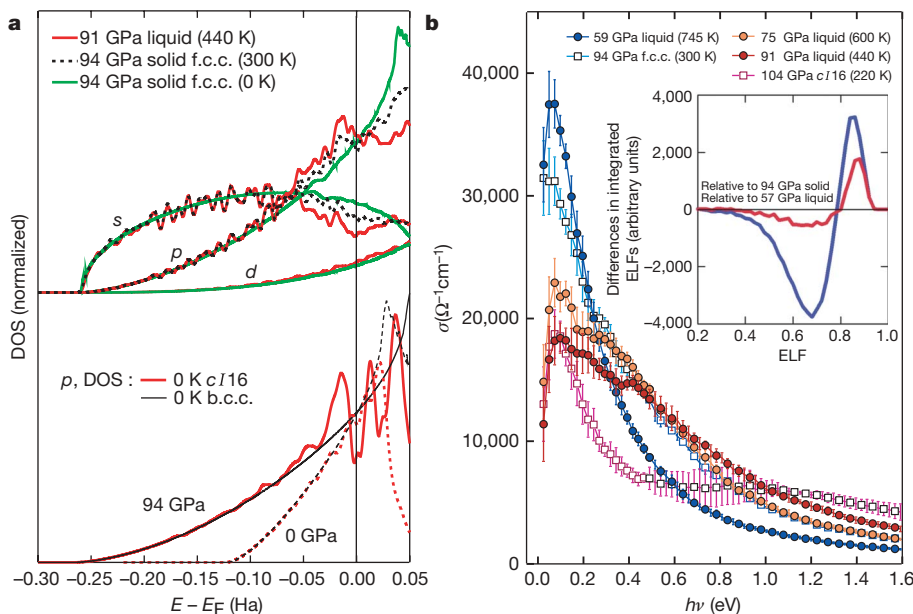 a
91 GPa liquid (440 K)
94 GPa solid f.c.c. (300 K)
94 GPa solid f.c.c. (0 K)
s
p
d
DOS (normalized)
p, DOS :
0 K cI16
0 K b.c.c.
94 GPa
0 GPa
−0.30 −0.25 −0.20 −0.15 −0.10 −0.05 0.00 0.05
E − E_F (Ha)
b
59 GPa liquid (745 K)
94 GPa f.c.c. (300 K)
75 GPa liquid (600 K)
91 GPa liquid (440 K)
104 GPa cI16 (220 K)
40,000
30,000
20,000
10,000
0
σ(Ω⁻¹cm⁻¹)
Differences in integrated
ELFs (arbitrary units)
4,000
2,000
0
−2,000
−4,000
Relative to 94 GPa solid
Relative to 57 GPa liquid
0.2 0.4 0.6 0.8 1.0
ELF
0.0 0.2 0.4 0.6 0.8 1.0 1.2 1.4 1.6
hν (eV)